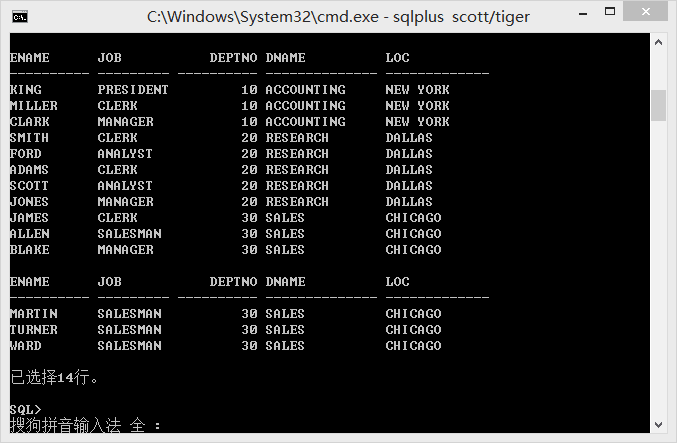 C:\Windows\System32\cmd.exe - sqlplus  scott/tiger
ENAME      JOB           DEPTNO DNAME          LOC
---------- --------- ---------- -------------- -------------
KING       PRESIDENT         10 ACCOUNTING     NEW YORK
MILLER     CLERK             10 ACCOUNTING     NEW YORK
CLARK      MANAGER           10 ACCOUNTING     NEW YORK
SMITH      CLERK             20 RESEARCH       DALLAS
FORD       ANALYST           20 RESEARCH       DALLAS
ADAMS      CLERK             20 RESEARCH       DALLAS
SCOTT      ANALYST           20 RESEARCH       DALLAS
JONES      MANAGER           20 RESEARCH       DALLAS
JAMES      CLERK             30 SALES          CHICAGO
ALLEN      SALESMAN          30 SALES          CHICAGO
BLAKE      MANAGER           30 SALES          CHICAGO
ENAME      JOB           DEPTNO DNAME          LOC
---------- --------- ---------- -------------- -------------
MARTIN     SALESMAN          30 SALES          CHICAGO
TURNER     SALESMAN          30 SALES          CHICAGO
WARD       SALESMAN          30 SALES          CHICAGO
已选择14行。
SQL>
搜狗拼音输入法 全 :